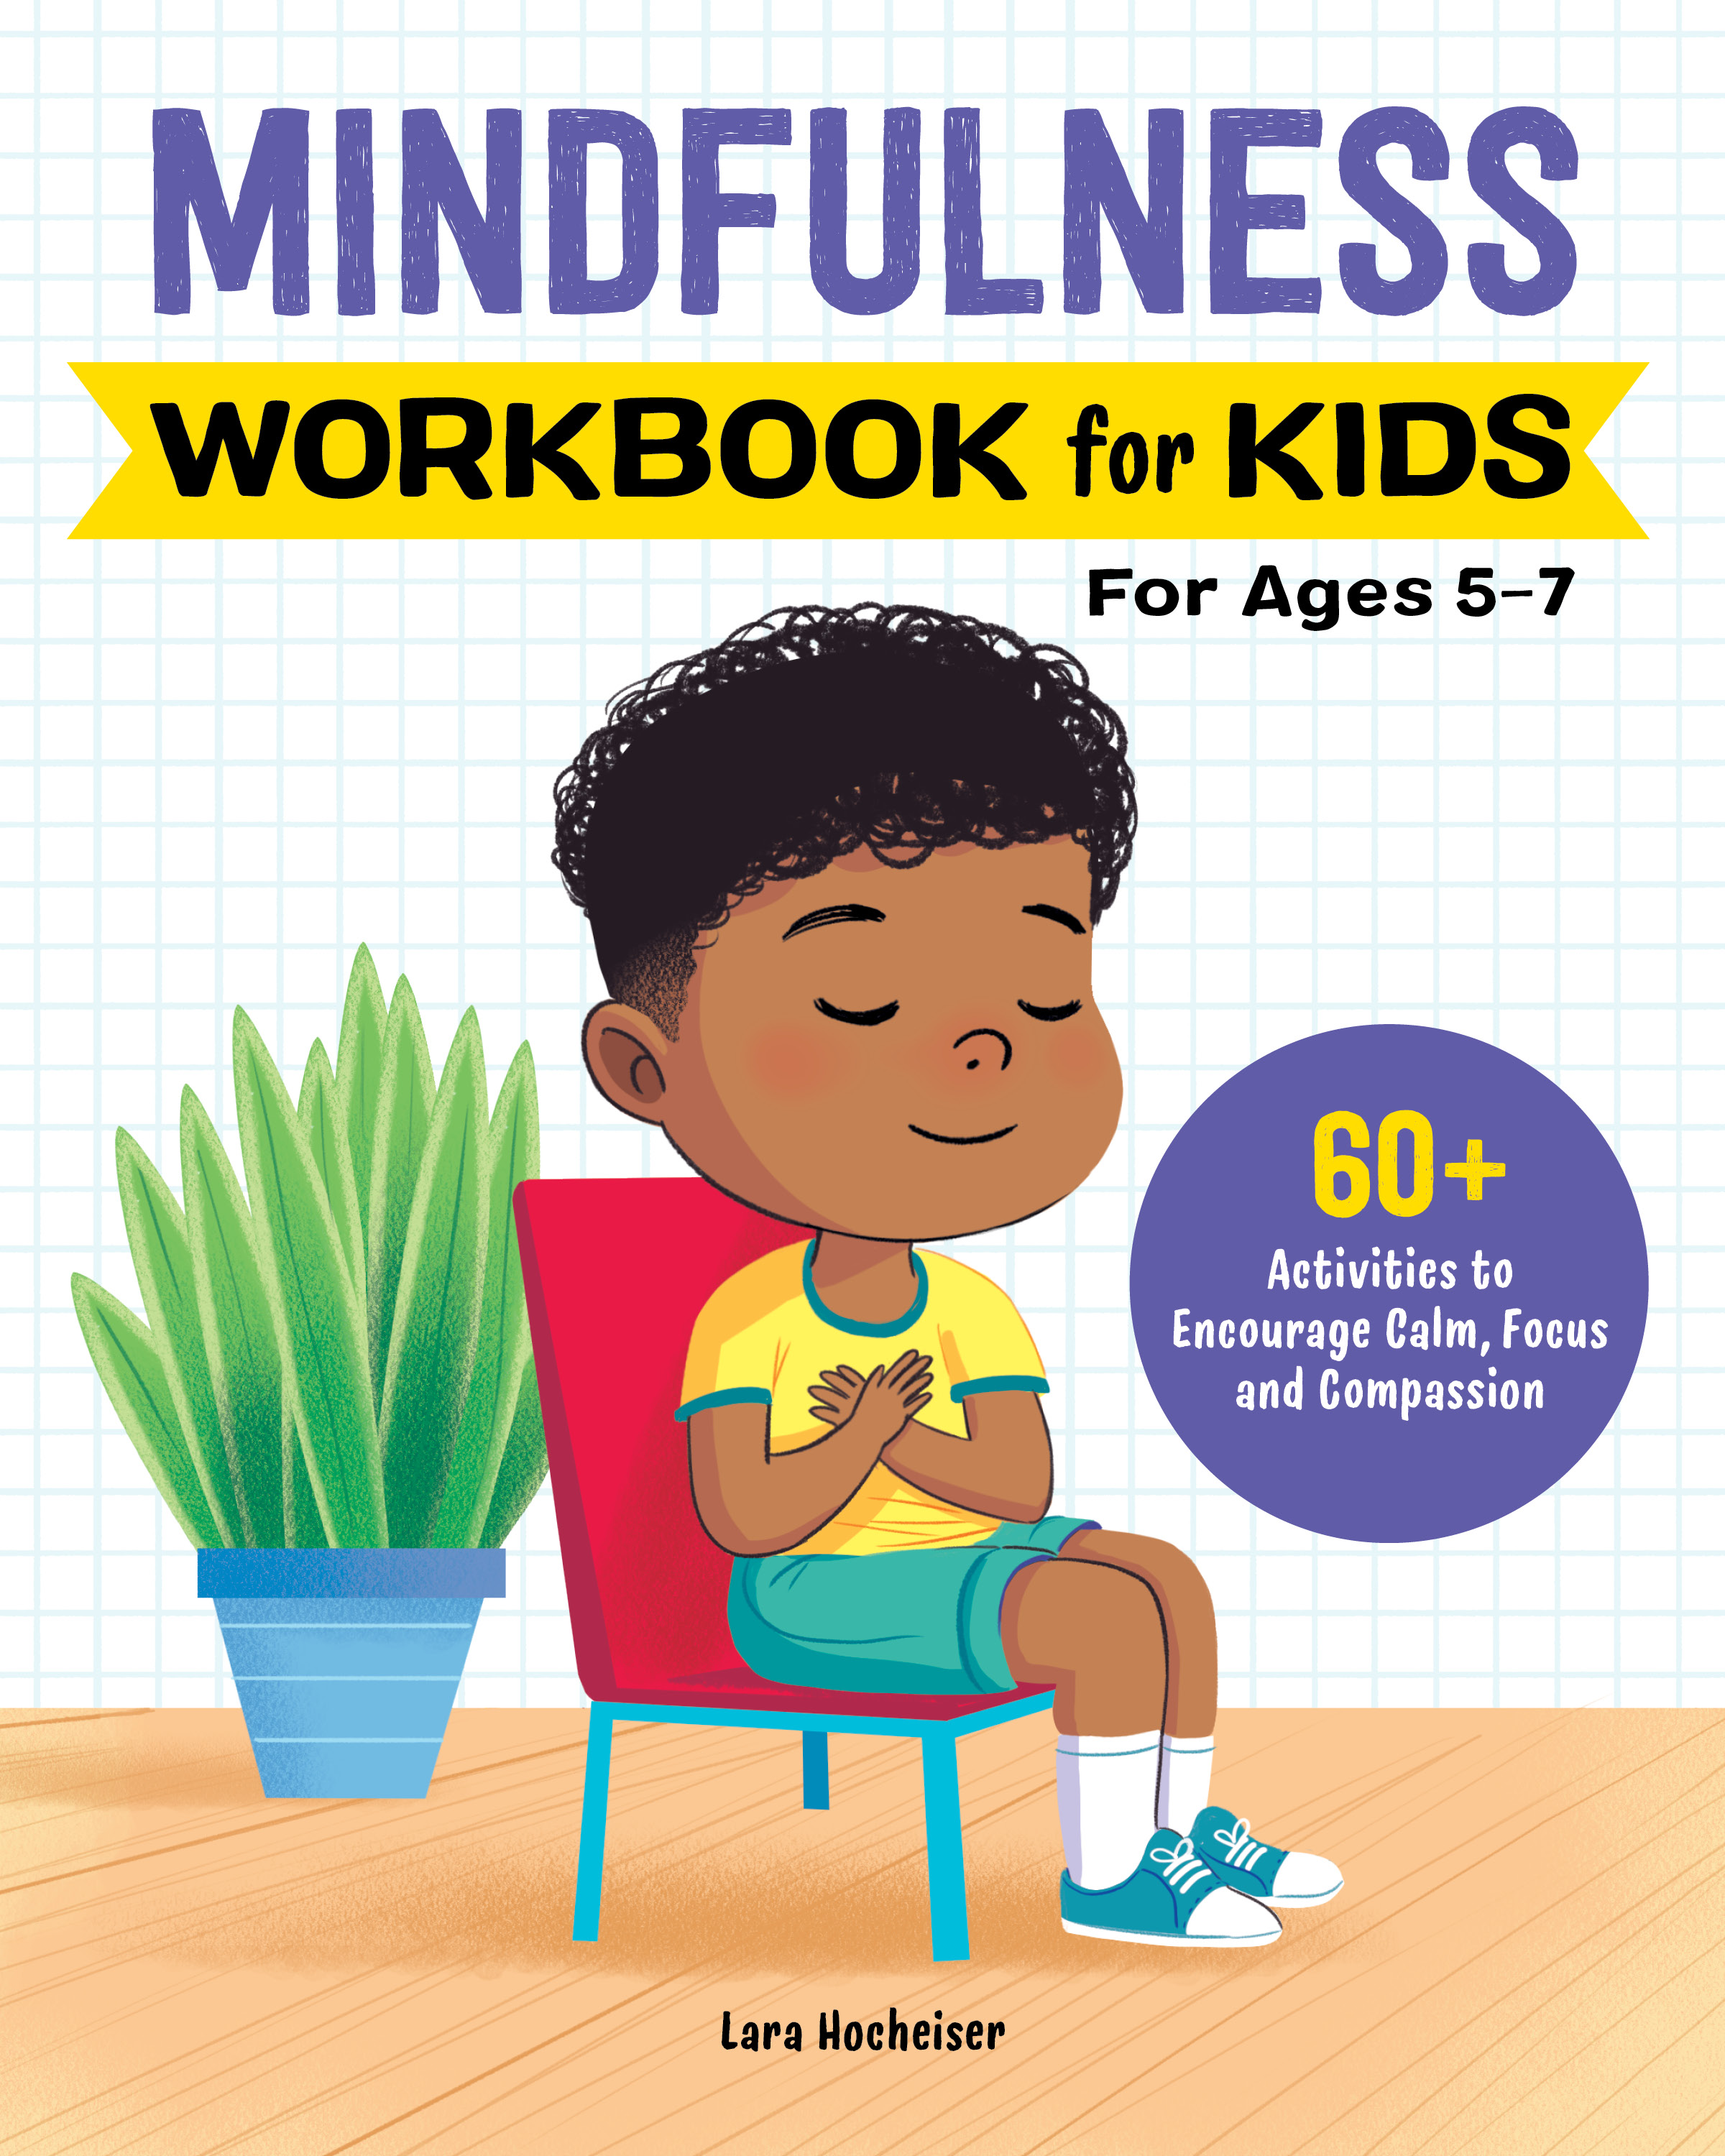 MINDFULNESS
WORKBOOK for KIDS
For Ages 5–7
60+
Activities to
Encourage Calm, Focus
and Compassion
Lara Hocheiser